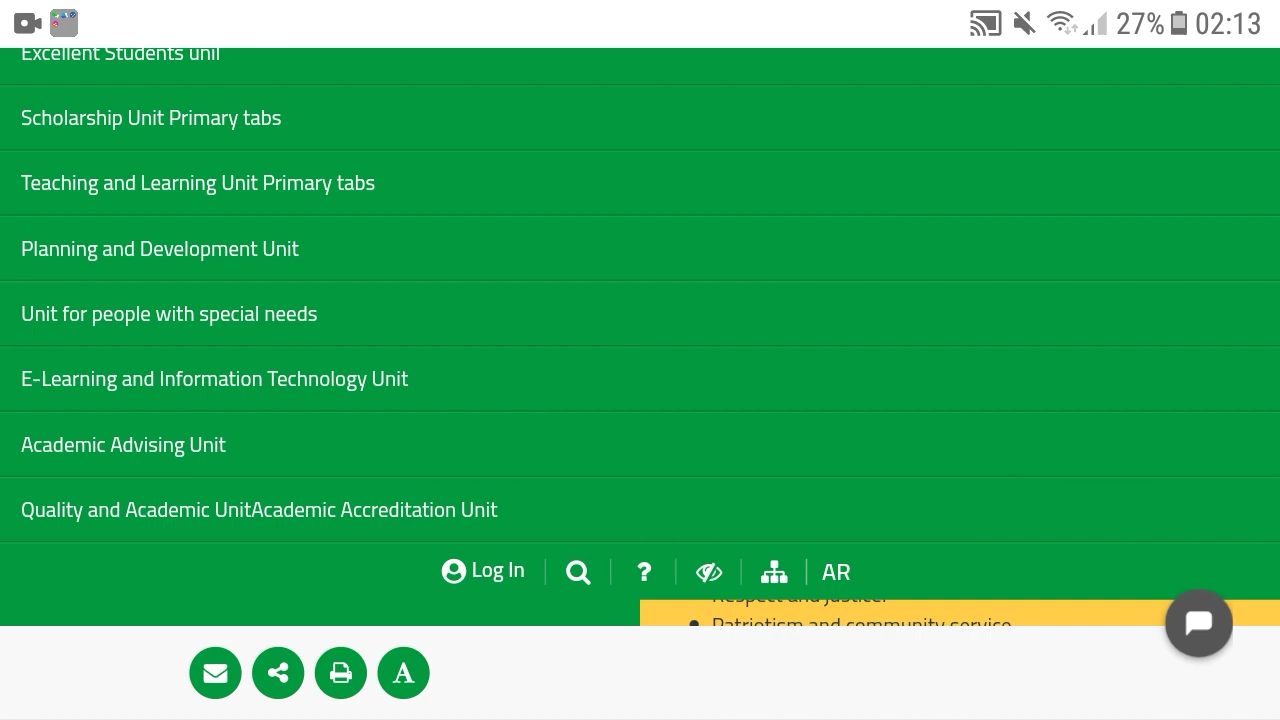 27% 02:13
Excellent Students unit
Scholarship Unit Primary tabs
Teaching and Learning Unit Primary tabs
Planning and Development Unit
Unit for people with special needs
E-Learning and Information Technology Unit
Academic Advising Unit
Quality and Academic UnitAcademic Accreditation Unit
Log In ? AR
Respect and justice.
Patriotism and community service
A